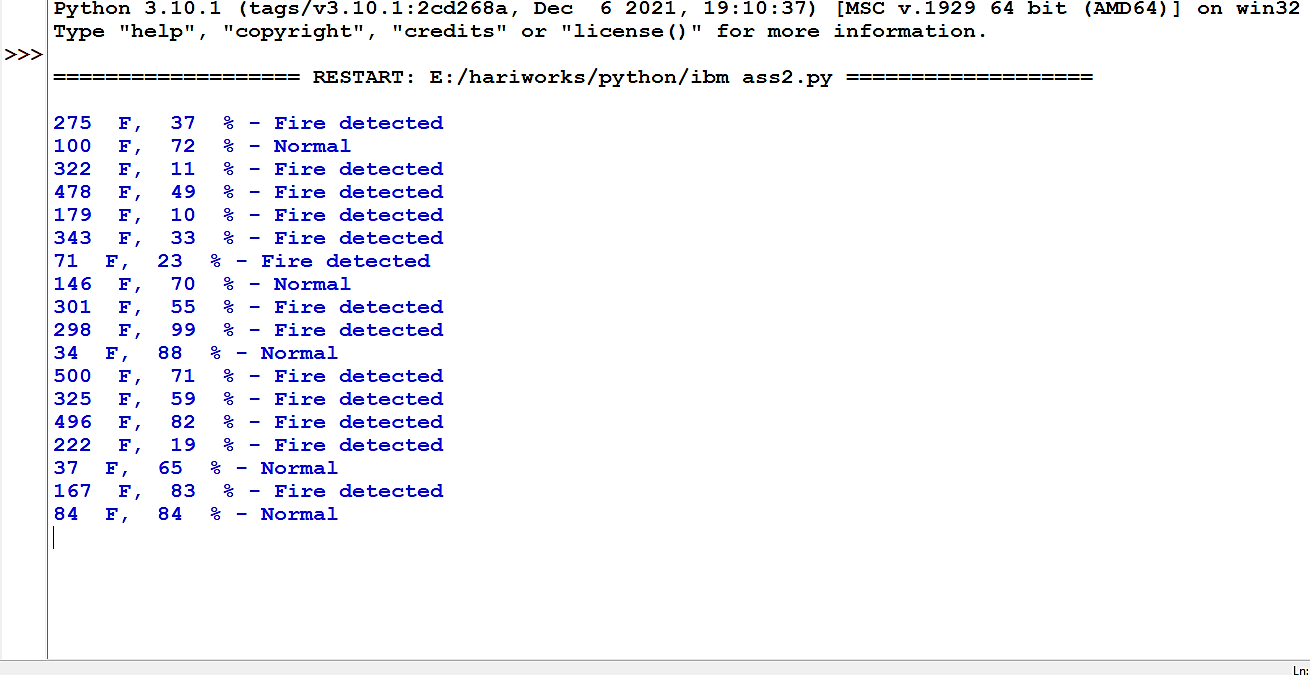 Python 3.10.1 (tags/v3.10.1:2cd268a, Dec  6 2021, 19:10:37) [MSC v.1929 64 bit (AMD64)] on win32
Type "help", "copyright", "credits" or "license()" for more information.
>>>
=================== RESTART: E:/hariworks/python/ibm ass2.py ===================
275  F,  37  % - Fire detected
100  F,  72  % - Normal
322  F,  11  % - Fire detected
478  F,  49  % - Fire detected
179  F,  10  % - Fire detected
343  F,  33  % - Fire detected
71  F,  23  % - Fire detected
146  F,  70  % - Normal
301  F,  55  % - Fire detected
298  F,  99  % - Fire detected
34  F,  88  % - Normal
500  F,  71  % - Fire detected
325  F,  59  % - Fire detected
496  F,  82  % - Fire detected
222  F,  19  % - Fire detected
37  F,  65  % - Normal
167  F,  83  % - Fire detected
84  F,  84  % - Normal
Ln: